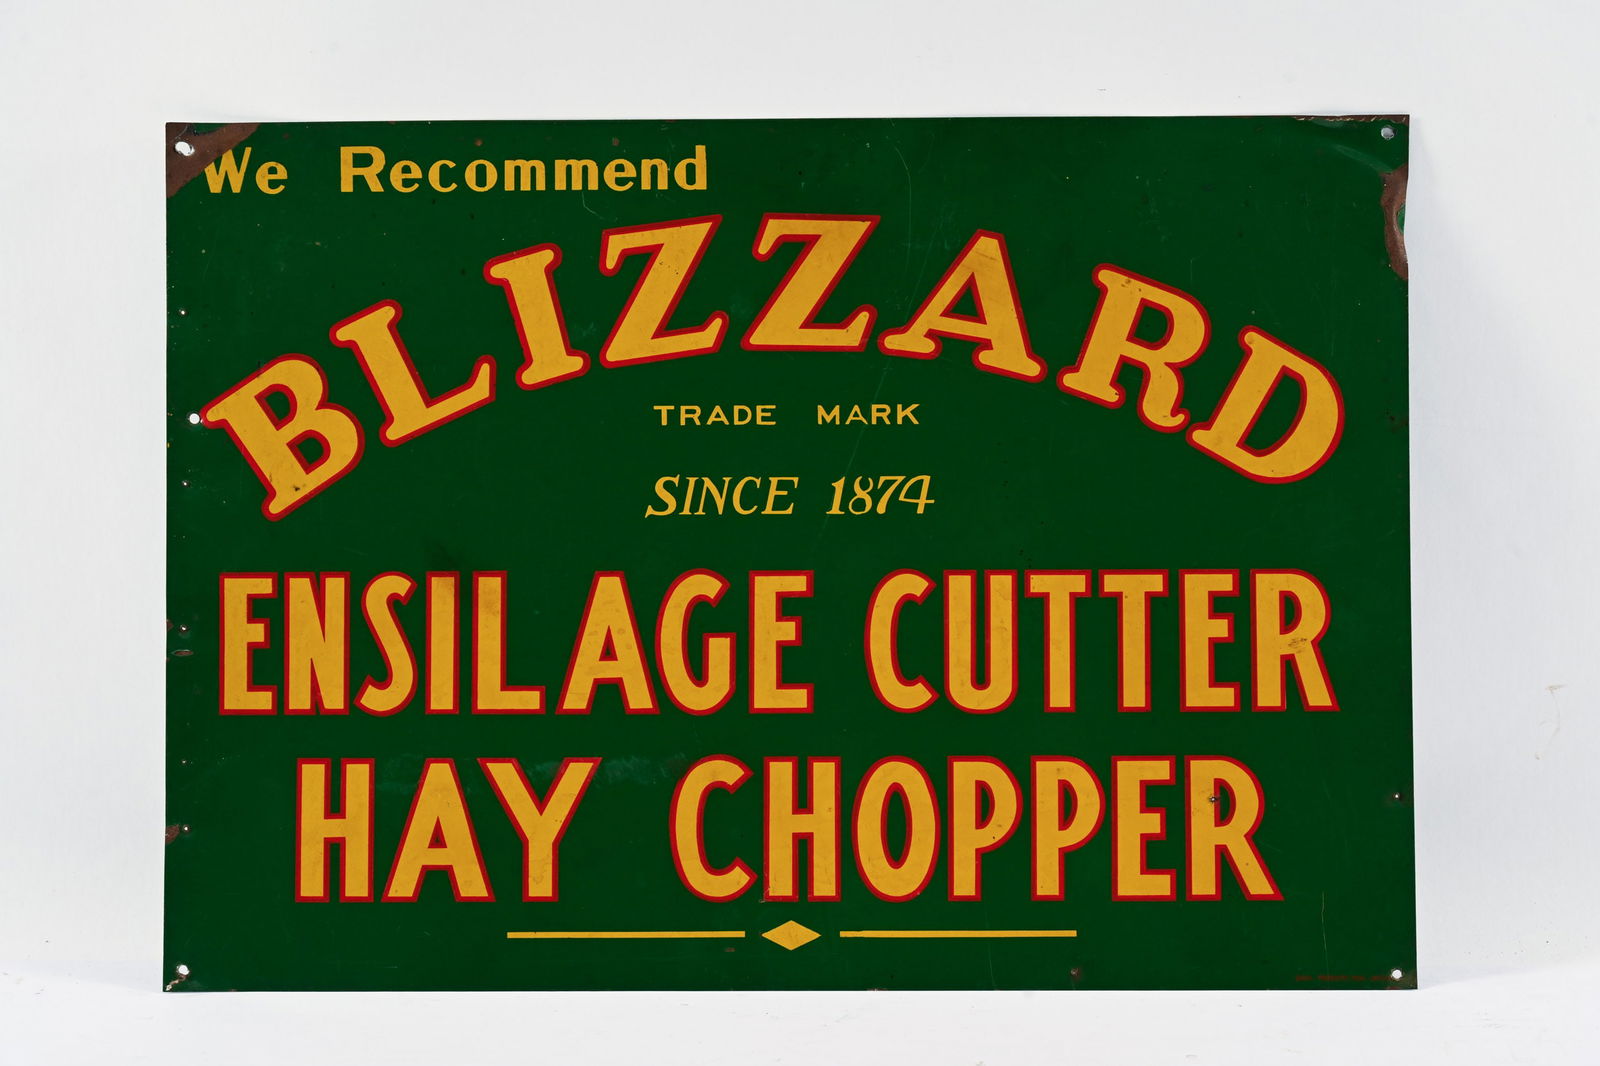 We Recommend
BLIZZARD
TRADE MARK
SINCE 1874
ENSILAGE CUTTER
HAY CHOPPER